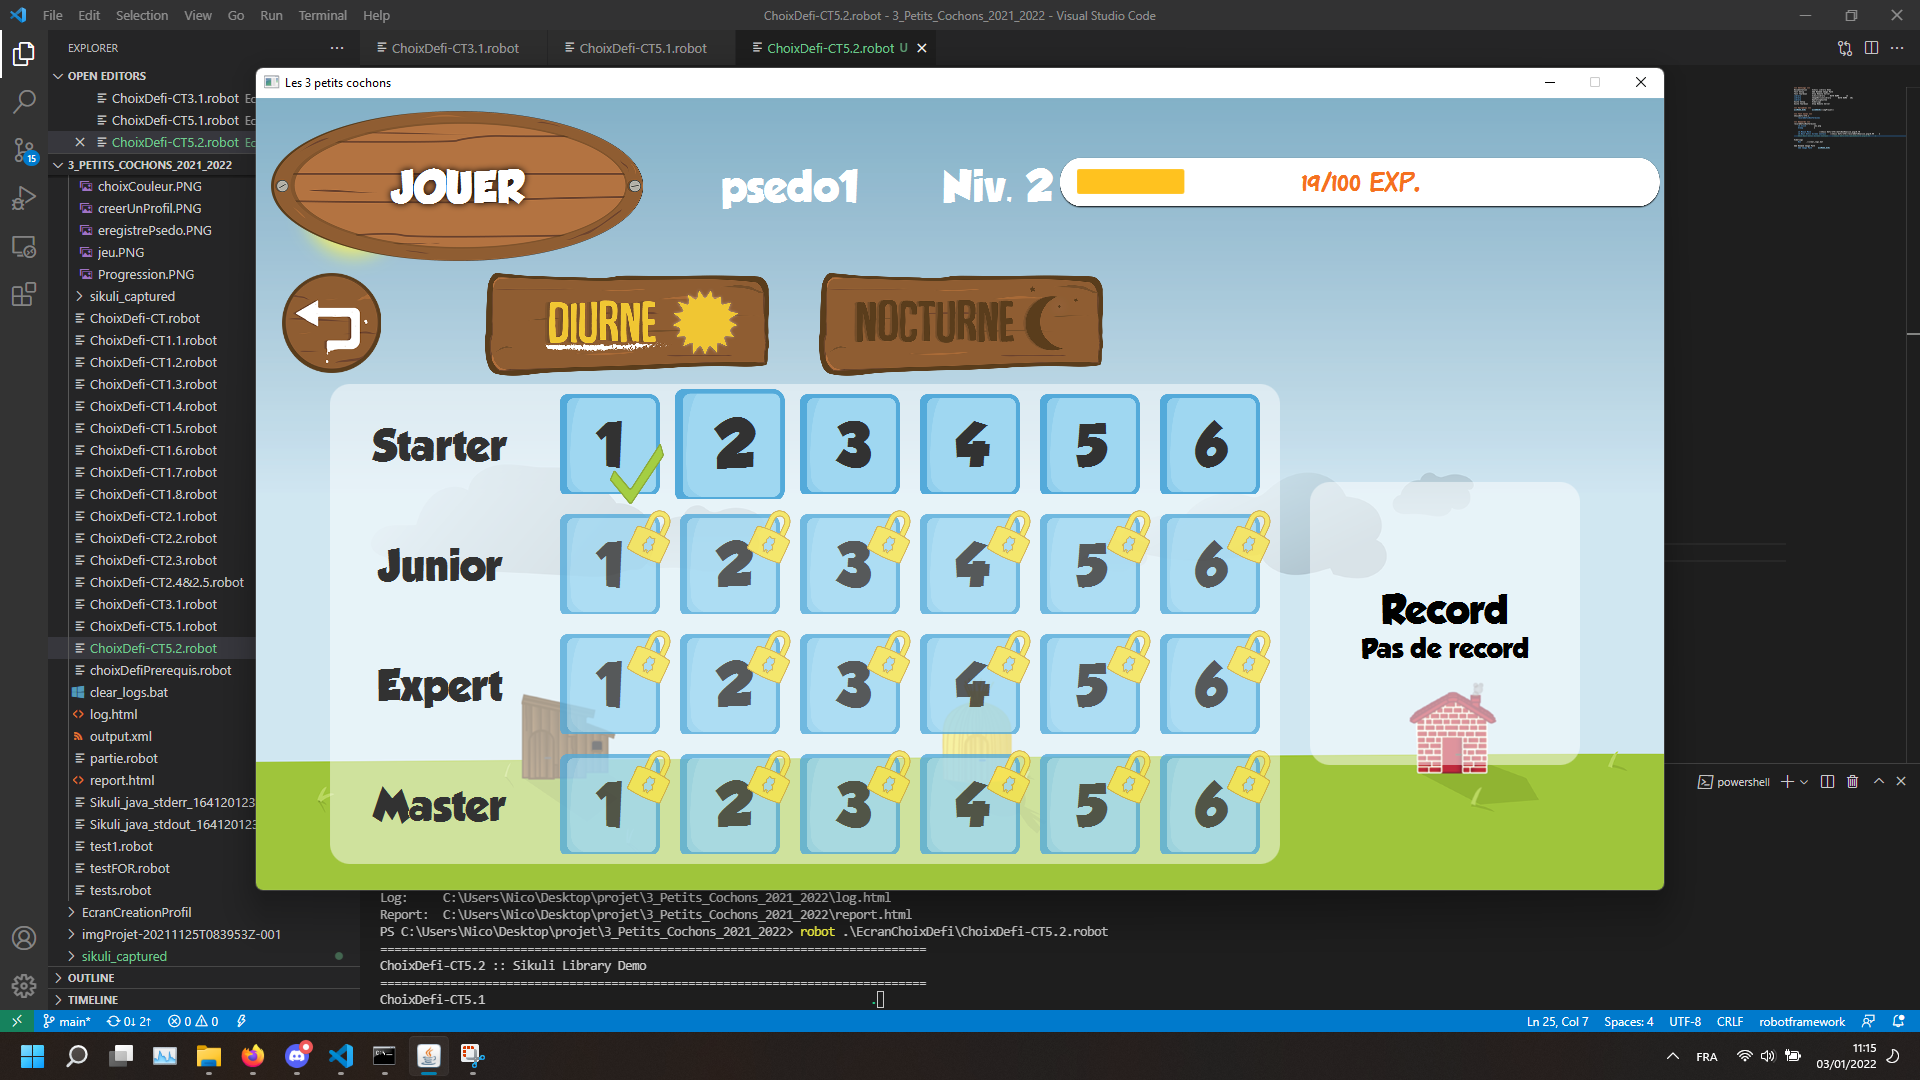 File Edit Selection View Go Run Terminal Help
ChoixDefi-CT5.2.robot - 3_Petits_Cochons_2021_2022 - Visual Studio Code
EXPLORER
ChoixDefi-CT3.1.robot
ChoixDefi-CT5.1.robot
ChoixDefi-CT5.2.robot U
OPEN EDITORS
ChoixDefi-CT3.1.robot Ec
ChoixDefi-CT5.1.robot Ec
ChoixDefi-CT5.2.robot Ec
3_PETITS_COCHONS_2021_2022
choixCouleur.PNG
creerUnProfil.PNG
eregistrePsedo.PNG
jeu.PNG
Progression.PNG
sikuli_captured
ChoixDefi-CT.robot
ChoixDefi-CT1.1.robot
ChoixDefi-CT1.2.robot
ChoixDefi-CT1.3.robot
ChoixDefi-CT1.4.robot
ChoixDefi-CT1.5.robot
ChoixDefi-CT1.6.robot
ChoixDefi-CT1.7.robot
ChoixDefi-CT1.8.robot
ChoixDefi-CT2.1.robot
ChoixDefi-CT2.2.robot
ChoixDefi-CT2.3.robot
ChoixDefi-CT2.4&2.5.robot
ChoixDefi-CT3.1.robot
ChoixDefi-CT5.1.robot
ChoixDefi-CT5.2.robot
choixDefiPrerequis.robot
clear_logs.bat
log.html
output.xml
partie.robot
report.html
Sikuli_java_stderr_164120123
Sikuli_java_stdout_164120123
test1.robot
testFOR.robot
tests.robot
EcranCreationProfil
imgProjet-20211125T083953Z-001
sikuli_captured
OUTLINE
TIMELINE
15
Les 3 petits cochons
JOUER
psedo1
Niv. 2
19/100 EXP.
DIURNE
NOCTURNE
Starter 1 2 3 4 5 6
Junior 1 2 3 4 5 6
Expert 1 2 3 4 5 6
Master 1 2 3 4 5 6
Record
Pas de record
powershell
Log: C:\Users\Nico\Desktop\projet\3_Petits_Cochons_2021_2022\log.html
Report: C:\Users\Nico\Desktop\projet\3_Petits_Cochons_2021_2022\report.html
PS C:\Users\Nico\Desktop\projet\3_Petits_Cochons_2021_2022> robot .\EcranChoixDefi\ChoixDefi-CT5.2.robot
==============================================================================
ChoixDefi-CT5.2 :: Sikuli Library Demo
==============================================================================
ChoixDefi-CT5.1 .
main* 0↓ 2↑ 0 0
Ln 25, Col 7 Spaces: 4 UTF-8 CRLF robotframework
FRA
11:15
03/01/2022